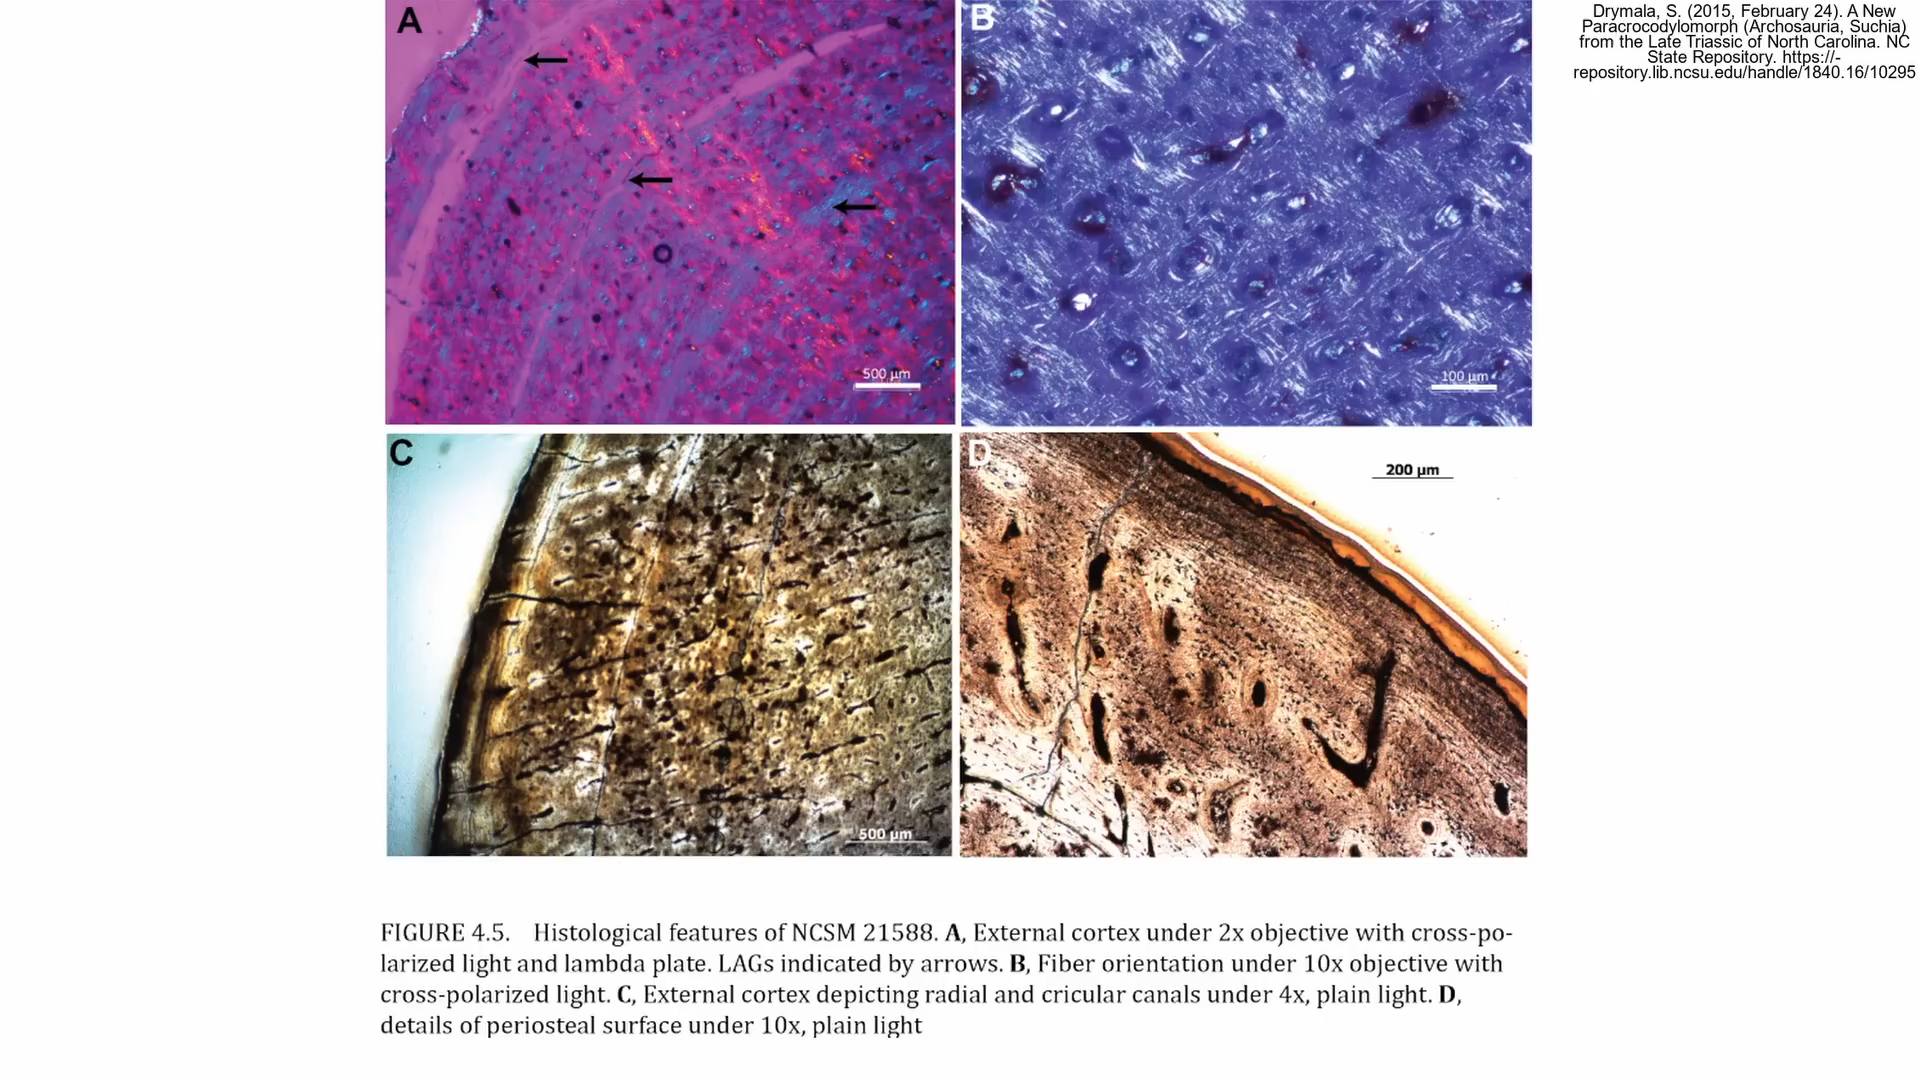 Drymala, S. (2015, February 24). A New
Paracrocodylomorph (Archosauria, Suchia)
from the Late Triassic of North Carolina. NC
State Repository. https://-
repository.lib.ncsu.edu/handle/1840.16/10295
A
B
500 µm
100 µm
C
D
200 µm
500 µm
FIGURE 4.5. Histological features of NCSM 21588. A, External cortex under 2x objective with cross-po-
larized light and lambda plate. LAGs indicated by arrows. B, Fiber orientation under 10x objective with
cross-polarized light. C, External cortex depicting radial and cricular canals under 4x, plain light. D,
details of periosteal surface under 10x, plain light